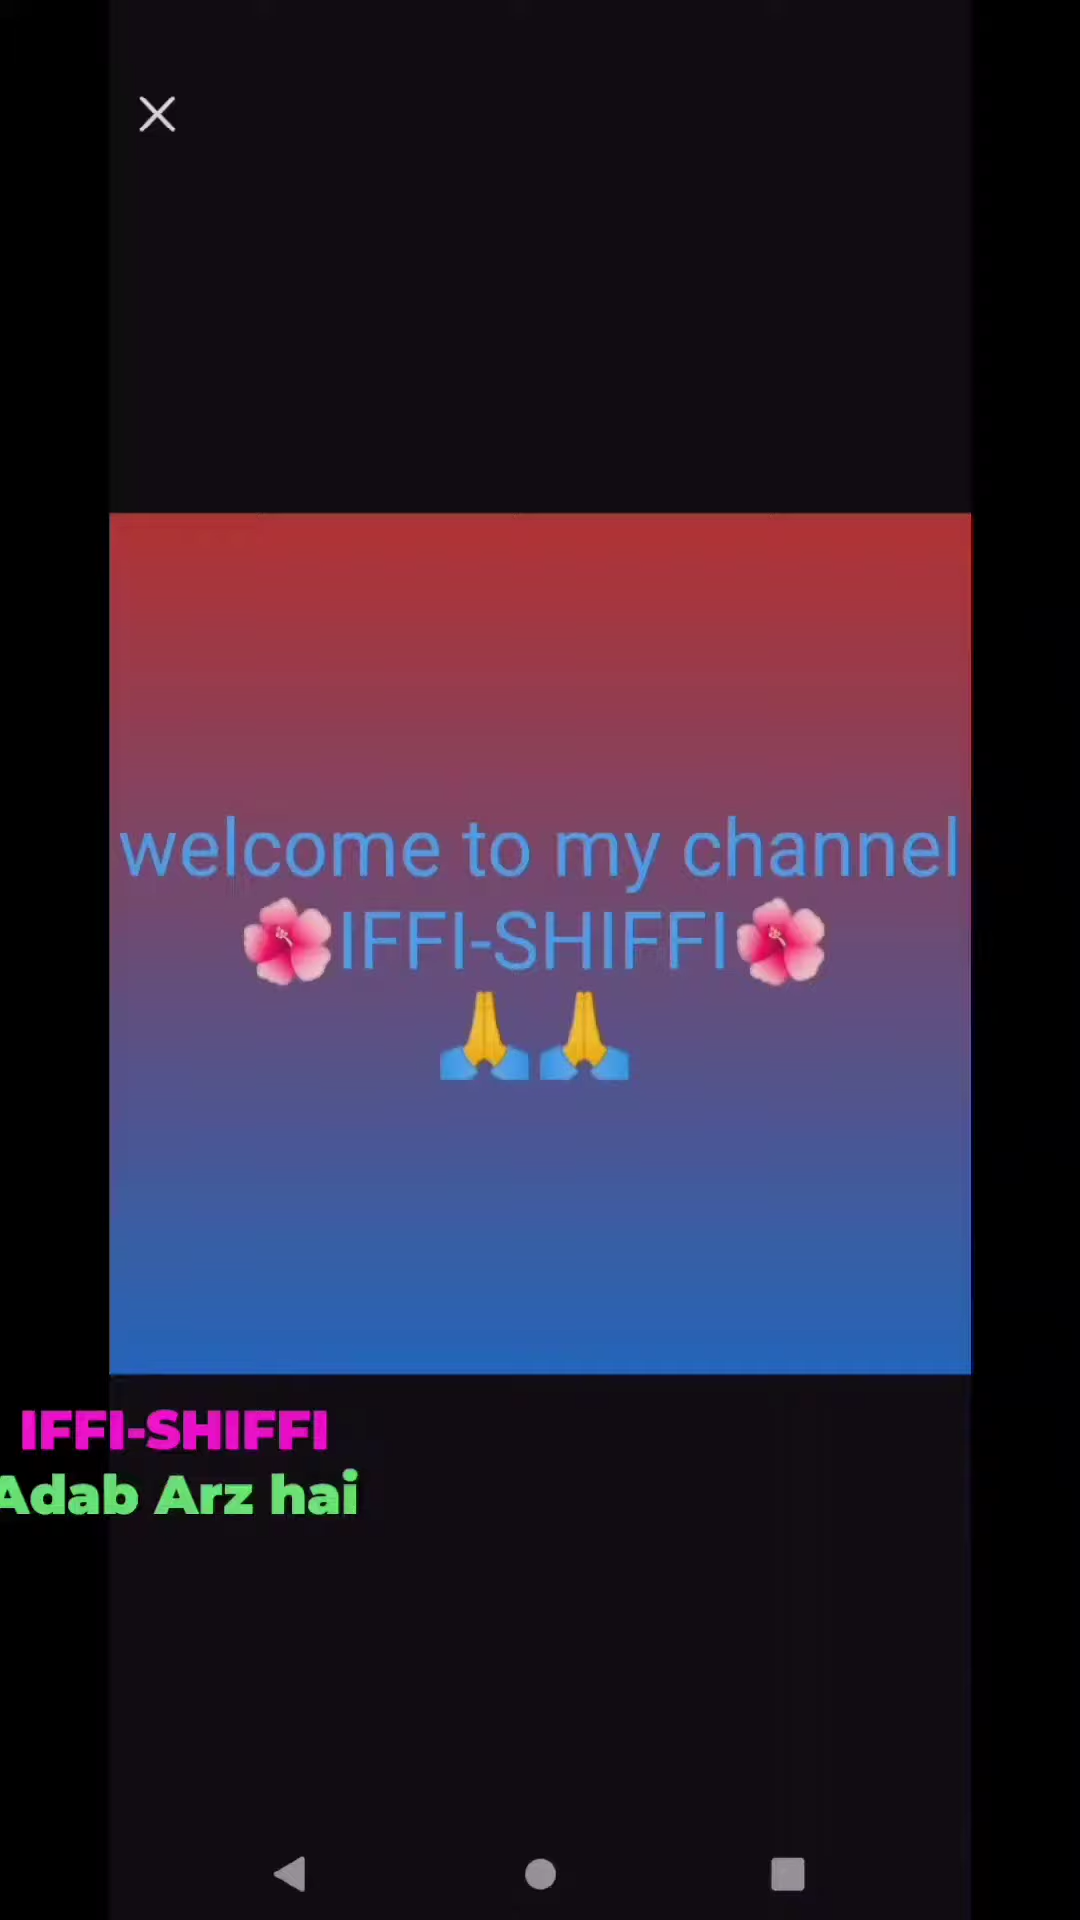 welcome to my channel
🌺IFFI-SHIFFI🌺
🙏🙏
IFFI-SHIFFI
Adab Arz hai